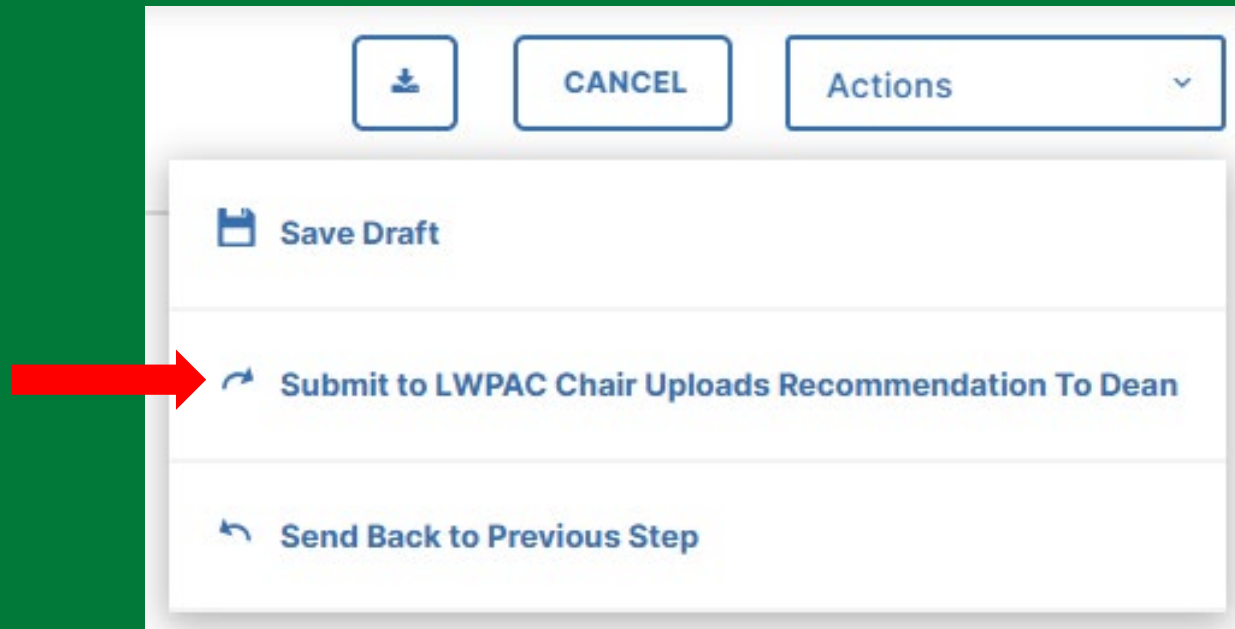 CANCEL
Actions
Save Draft
Submit to LWPAC Chair Uploads Recommendation To Dean
Send Back to Previous Step